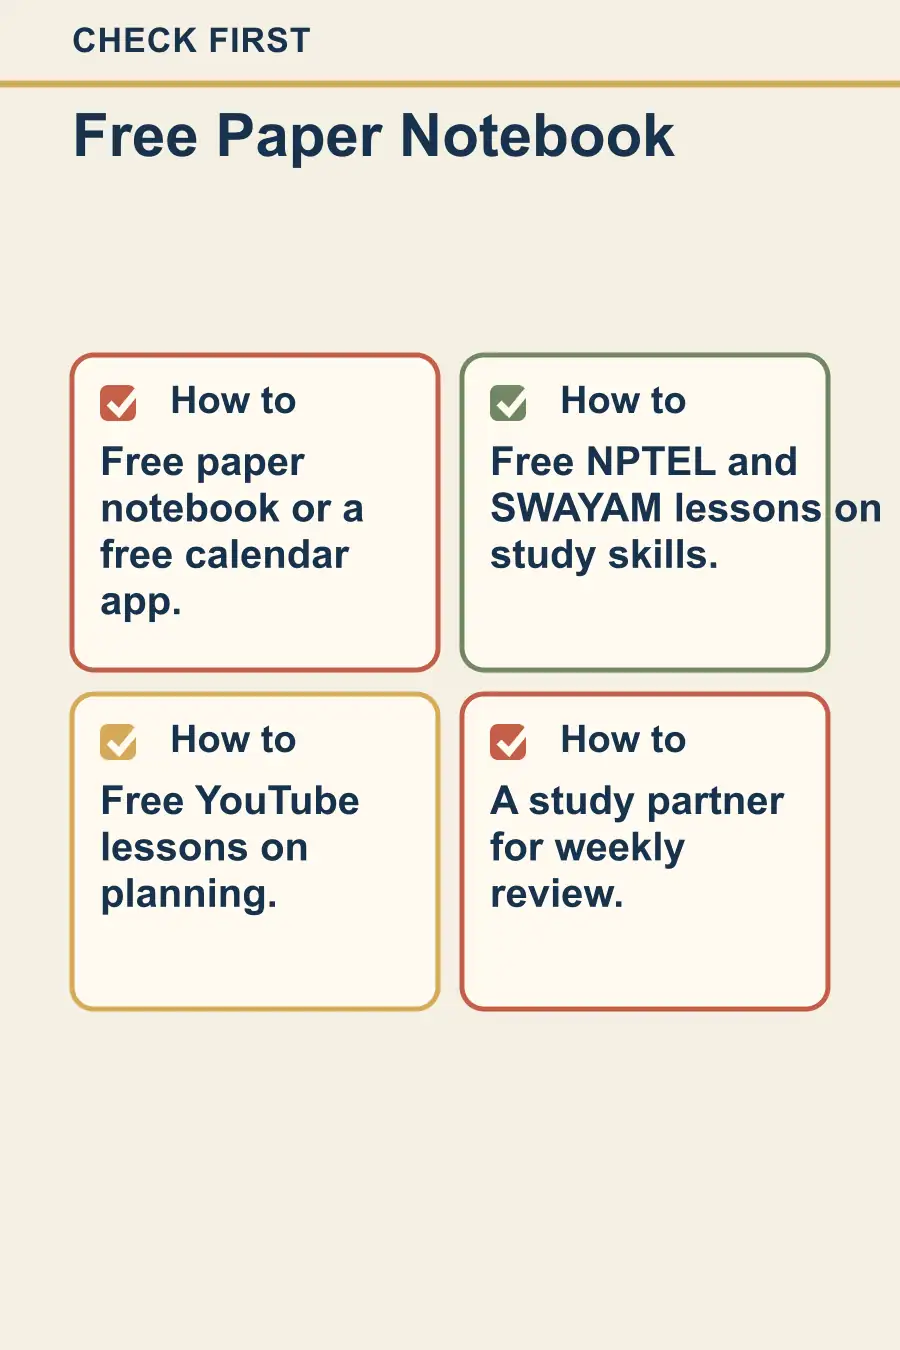 CHECK FIRST
Free Paper Notebook
How to
Free paper
notebook or a
free calendar
app.
How to
Free NPTEL and
SWAYAM lessons on
study skills.
How to
Free YouTube
lessons on
planning.
How to
A study partner
for weekly
review.